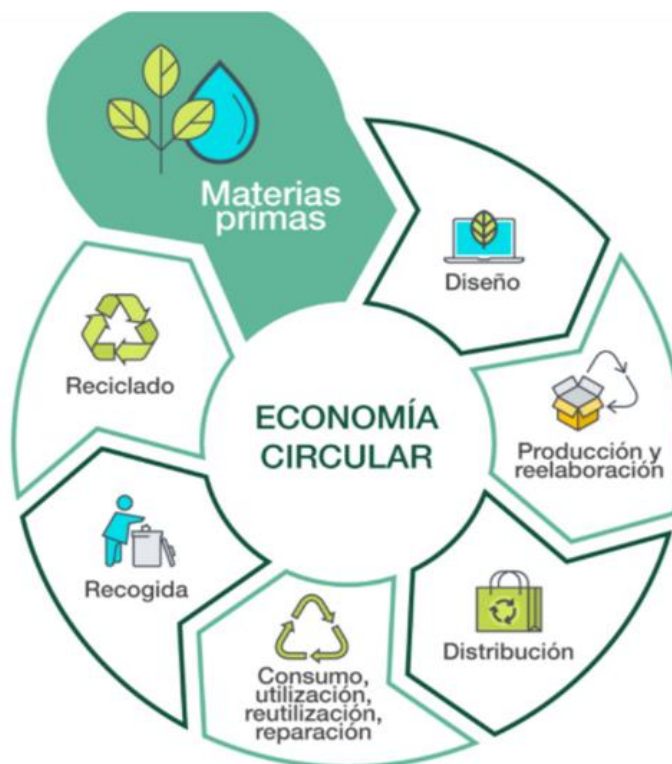 Materias
primas
Diseño
Producción y
reelaboración
Distribución
Consumo,
utilización,
reutilización,
reparación
Recogida
Reciclado
ECONOMÍA
CIRCULAR